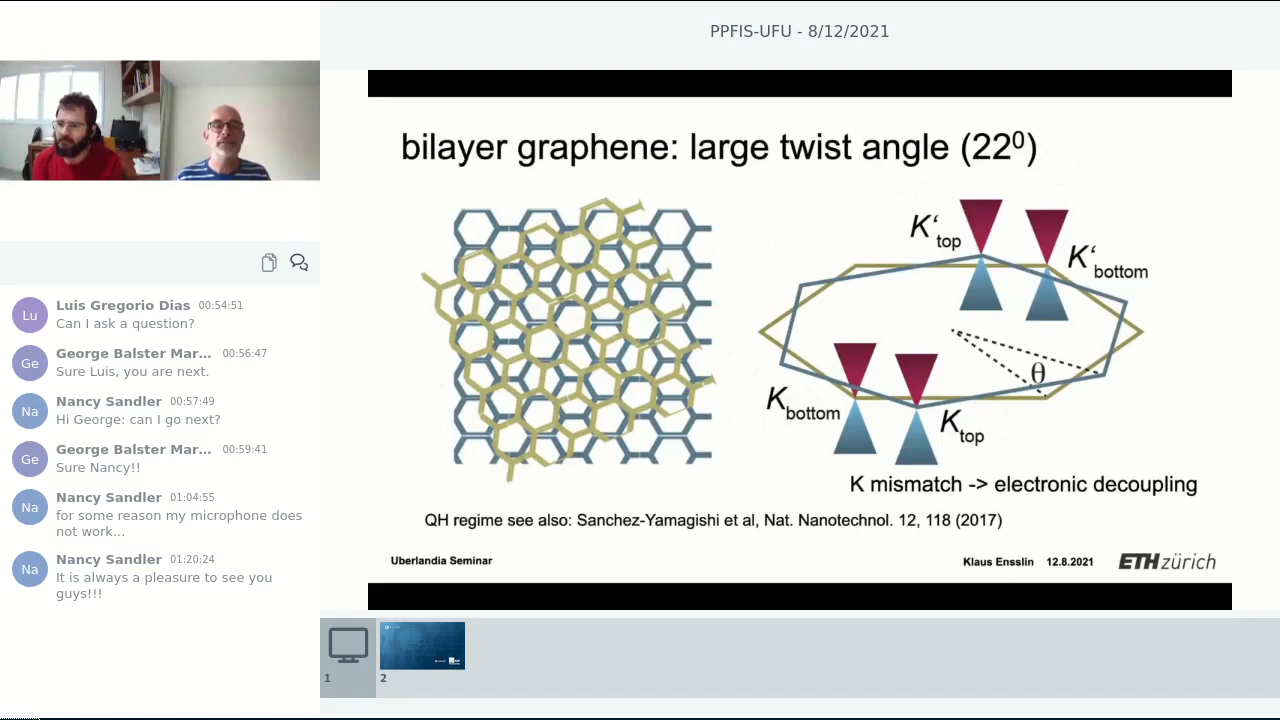 PPFIS-UFU - 8/12/2021
Lu
Luis Gregorio Dias 00:54:51
Can I ask a question?
Ge
George Balster Mar... 00:56:47
Sure Luis, you are next.
Na
Nancy Sandler 00:57:49
Hi George: can I go next?
Ge
George Balster Mar... 00:59:41
Sure Nancy!!
Na
Nancy Sandler 01:04:55
for some reason my microphone does
not work...
Na
Nancy Sandler 01:20:24
It is always a pleasure to see you
guys!!!
bilayer graphene: large twist angle (22⁰)
K‘top
K‘bottom
θ
Kbottom
Ktop
K mismatch -> electronic decoupling
QH regime see also: Sanchez-Yamagishi et al, Nat. Nanotechnol. 12, 118 (2017)
Uberlandia Seminar
Klaus Ensslin 12.8.2021
ETH zürich
1
2